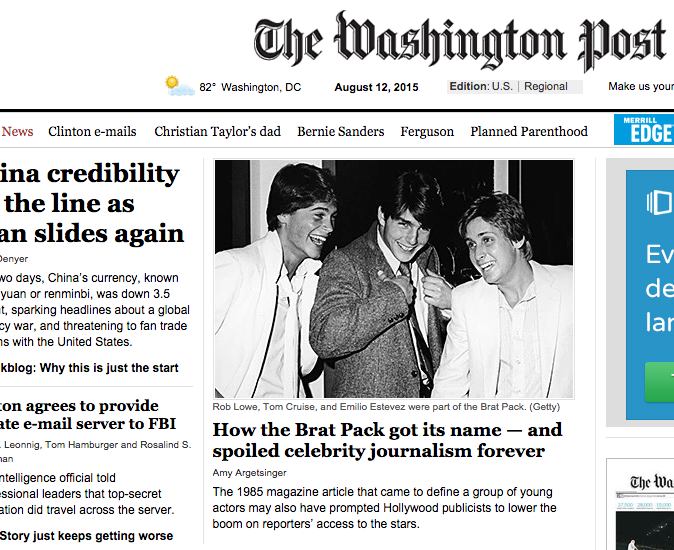 The Washington Post
82° Washington, DC
August 12, 2015
Edition: U.S. | Regional
Make us your
News
Clinton e-mails
Christian Taylor's dad
Bernie Sanders
Ferguson
Planned Parenthood
MERRILL
EDGE
ina credibility
the line as
an slides again
Denyer
wo days, China's currency, known
yuan or renminbi, was down 3.5
t, sparking headlines about a global
cy war, and threatening to fan trade
ns with the United States.
kblog: Why this is just the start
ton agrees to provide
ate e-mail server to FBI
. Leonnig, Tom Hamburger and Rosalind S.
man
ntelligence official told
essional leaders that top-secret
ation did travel across the server.
Story just keeps getting worse
Rob Lowe, Tom Cruise, and Emilio Estevez were part of the Brat Pack. (Getty)
How the Brat Pack got its name — and
spoiled celebrity journalism forever
Amy Argetsinger
The 1985 magazine article that came to define a group of young
actors may also have prompted Hollywood publicists to lower the
boom on reporters' access to the stars.
Ev
de
lar
The Wa